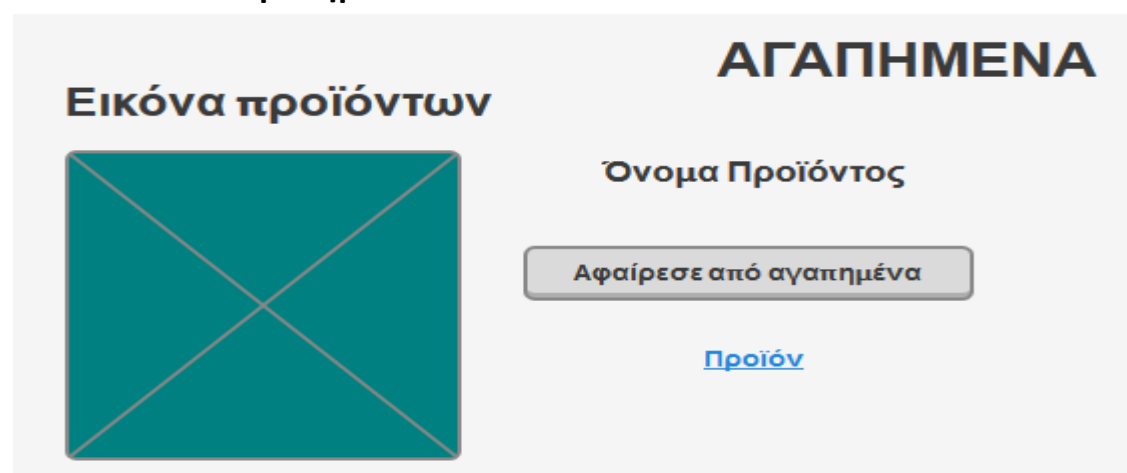 ΑΓΑΠΗΜΕΝΑ
Εικόνα προϊόντων
Όνομα Προϊόντος
Αφαίρεσε από αγαπημένα
Προϊόν